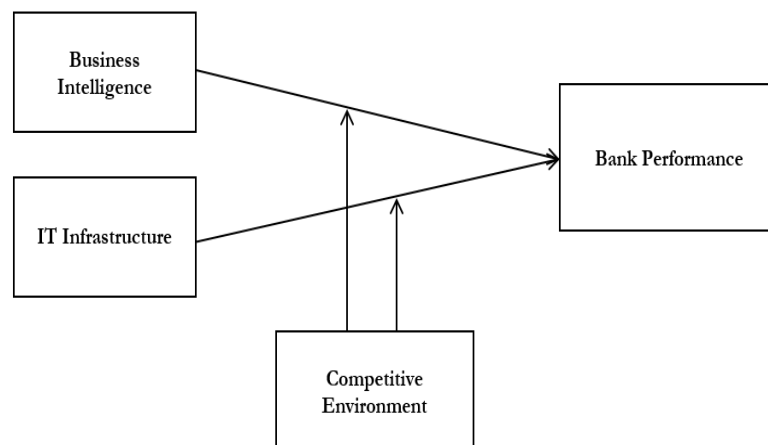 Business
Intelligence
Bank Performance
IT Infrastructure
Competitive
Environment